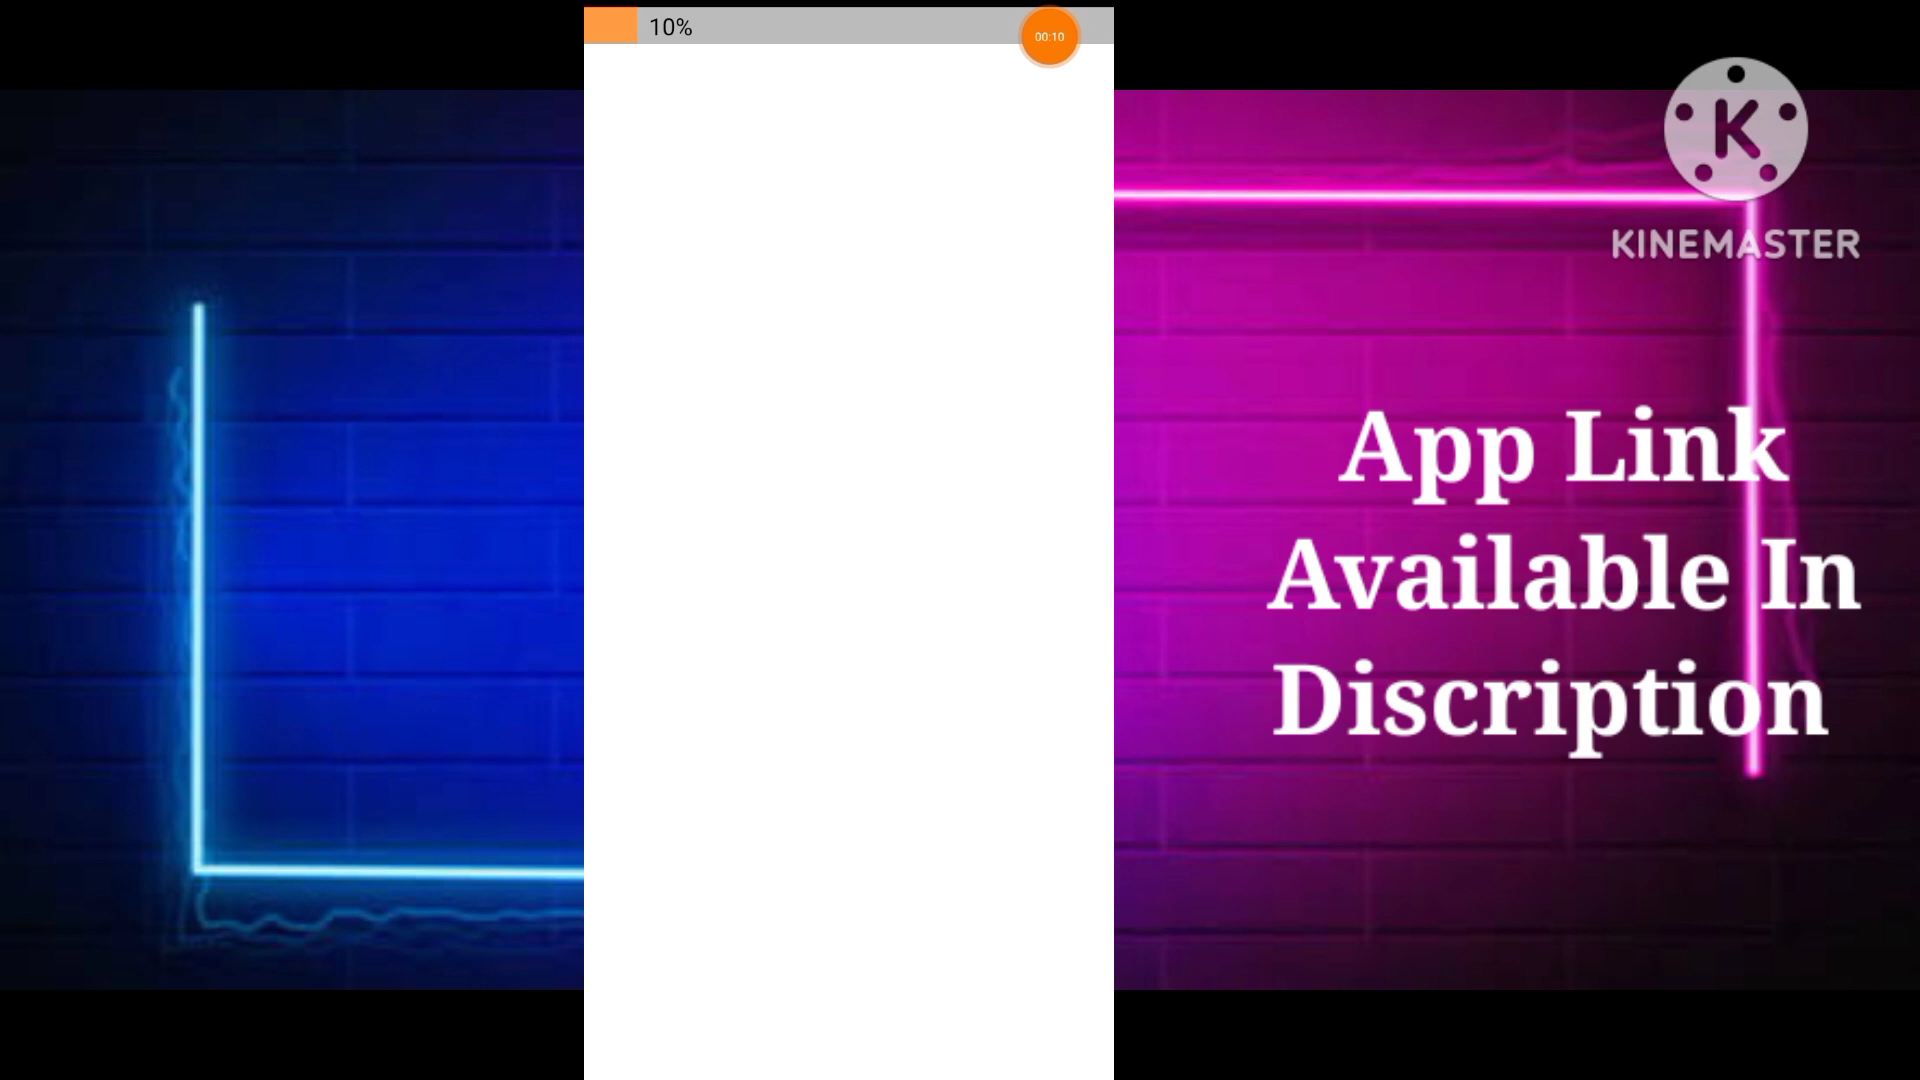 10%
00:10
K
KINEMASTER
App Link
Available In
Discription